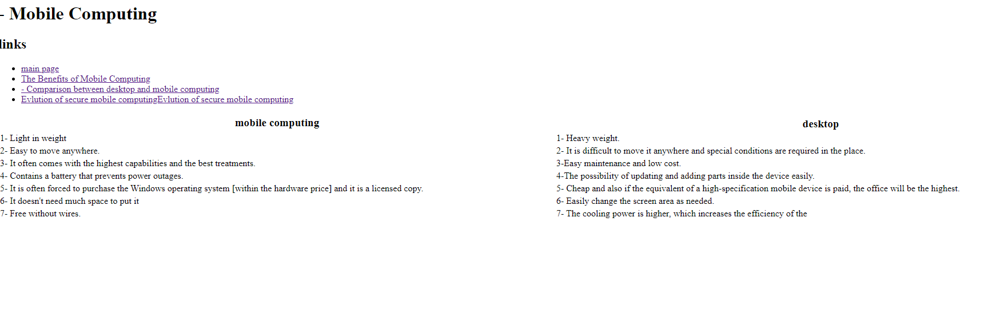 - Mobile Computing
links
main page
The Benefits of Mobile Computing
- Comparison between desktop and mobile computing
Evlution of secure mobile computingEvlution of secure mobile computing
mobile computing
1- Light in weight
2- Easy to move anywhere.
3- It often comes with the highest capabilities and the best treatments.
4- Contains a battery that prevents power outages.
5- It is often forced to purchase the Windows operating system [within the hardware price] and it is a licensed copy.
6- It doesn't need much space to put it
7- Free without wires.
desktop
1- Heavy weight.
2- It is difficult to move it anywhere and special conditions are required in the place.
3-Easy maintenance and low cost.
4-The possibility of updating and adding parts inside the device easily.
5- Cheap and also if the equivalent of a high-specification mobile device is paid, the office will be the highest.
6- Easily change the screen area as needed.
7- The cooling power is higher, which increases the efficiency of the